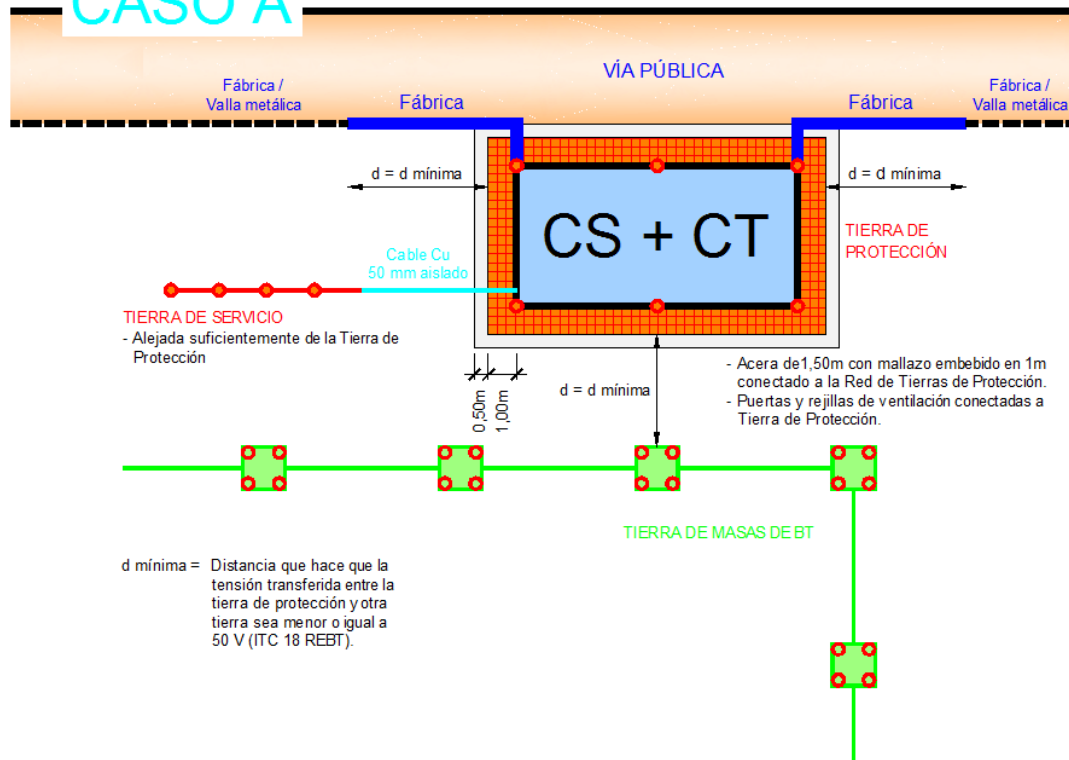 CASO A
VÍA PÚBLICA
Fábrica /
Valla metálica
Fábrica
Fábrica
Fábrica /
Valla metálica
d = d mínima
d = d mínima
CS + CT
TIERRA DE
PROTECCIÓN
Cable Cu
50 mm aislado
TIERRA DE SERVICIO
- Alejada suficientemente de la Tierra de
Protección
0,50m
1,00m
d = d mínima
- Acera de1,50m con mallazo embebido en 1m
conectado a la Red de Tierras de Protección.
- Puertas y rejillas de ventilación conectadas a
Tierra de Protección.
TIERRA DE MASAS DE BT
d mínima = Distancia que hace que la
tensión transferida entre la
tierra de protección y otra
tierra sea menor o igual a
50 V (ITC 18 REBT).